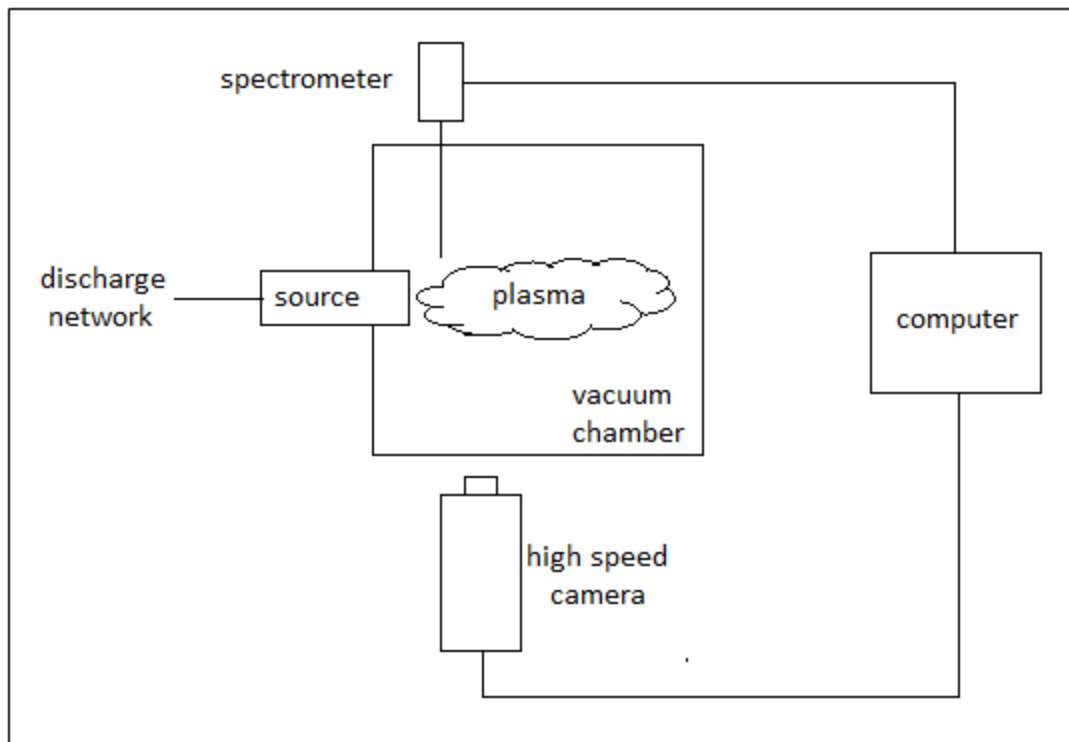 spectrometer
discharge
network
source
plasma
computer
vacuum
chamber
high speed
camera